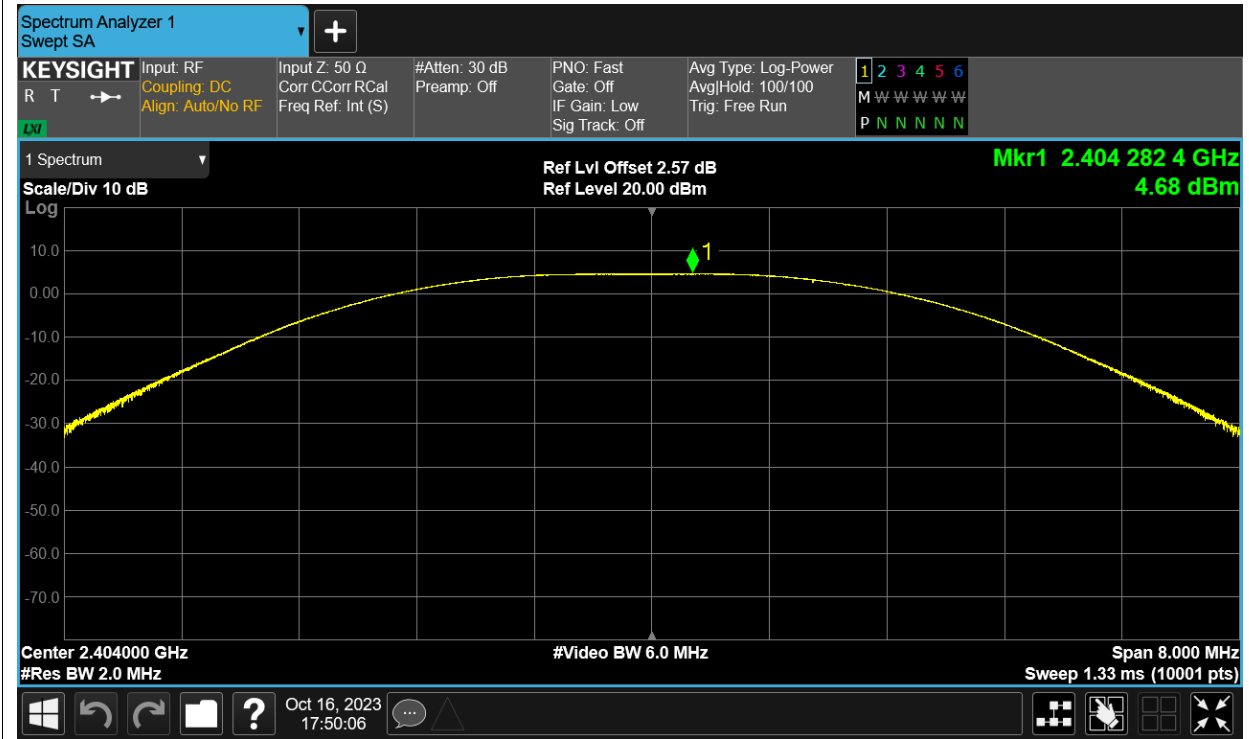 Spectrum Analyzer 1
Swept SA
KEYSIGHT
R T
LXI
Input: RF
Coupling: DC
Align: Auto/No RF
Input Z: 50 Ω
Corr CCorr RCal
Freq Ref: Int (S)
#Atten: 30 dB
Preamp: Off
PNO: Fast
Gate: Off
IF Gain: Low
Sig Track: Off
Avg Type: Log-Power
Avg|Hold: 100/100
Trig: Free Run
1 2 3 4 5 6
M W W W W W
P N N N N N
1 Spectrum
Scale/Div 10 dB
Log
Ref Lvl Offset 2.57 dB
Ref Level 20.00 dBm
Mkr1 2.404 282 4 GHz
4.68 dBm
1
10.0
0.00
-10.0
-20.0
-30.0
-40.0
-50.0
-60.0
-70.0
Center 2.404000 GHz
#Res BW 2.0 MHz
#Video BW 6.0 MHz
Span 8.000 MHz
Sweep 1.33 ms (10001 pts)
?
Oct 16, 2023
17:50:06